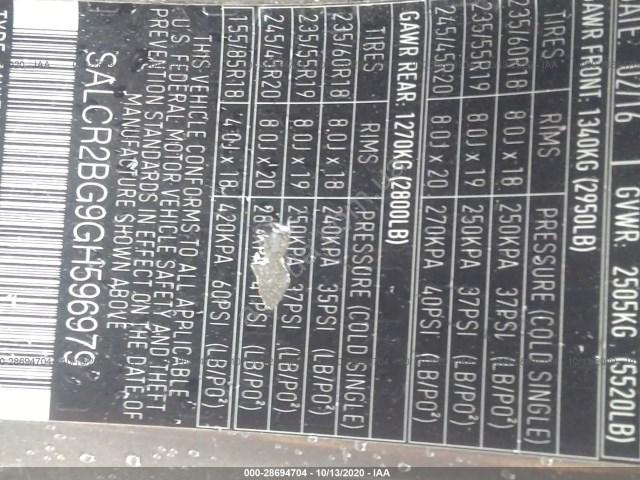 DATE: 02/16 GVWR: 2505KG (5520LB)
GAWR FRONT: 1340KG (2950LB)
TIRES: RIMS PRESSURE (COLD SINGLE)
235/60R18 8.0J x 18 250KPA 37PSI (LB/PO²)
235/55R19 8.0J x 19 250KPA 37PSI (LB/PO²)
245/45R20 8.0J x 20 270KPA 40PSI (LB/PO²)
GAWR REAR: 1270KG (2800LB)
TIRES RIMS PRESSURE (COLD SINGLE)
235/60R18 8.0J x 18 240KPA 35PSI (LB/PO²)
235/55R19 8.0J x 19 250KPA 37PSI (LB/PO²)
245/45R20 8.0J x 20 (LB/PO²)
155/85R18 4.0J x 18 420KPA 60PSI (LB/PO²)
THIS VEHICLE CONFORMS TO ALL APPLICABLE
U.S FEDERAL MOTOR VEHICLE SAFETY AND THEFT
PREVENTION STANDARDS IN EFFECT ON THE DATE OF
MANUFACTURE SHOWN ABOVE
SALCR2BG9GH59697
000-28694704 - 10/13/2020 - IAA